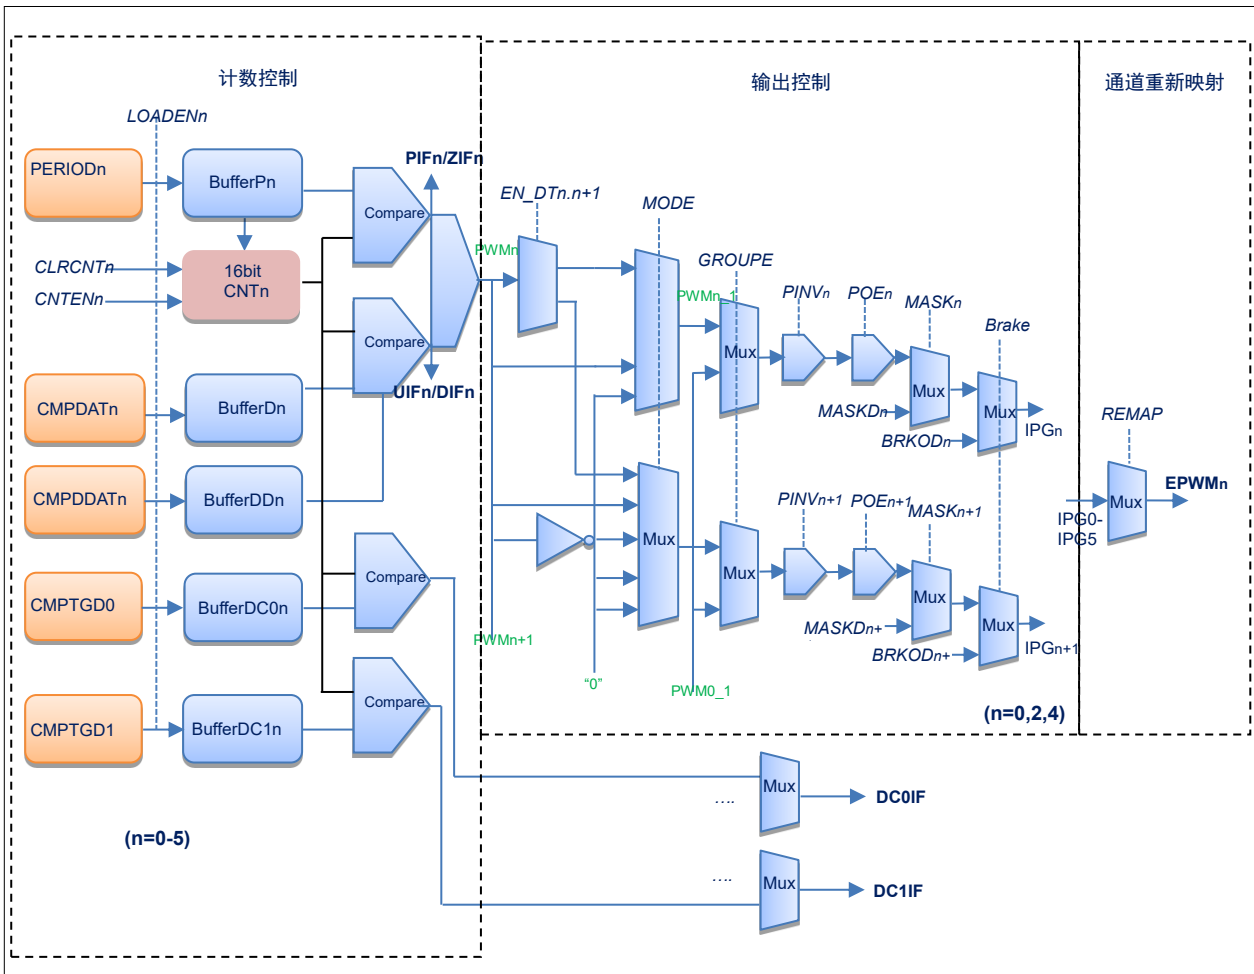 计数控制
输出控制
通道重新映射
LOADENn
PERIODn
BufferPn
Compare
PIFn/ZIFn
CLRCNTn
CNTENn
16bit
CNTn
Compare
UIFn/DIFn
CMPDATn
BufferDn
CMPDDATn
BufferDDn
CMPTGD0
BufferDC0n
Compare
CMPTGD1
BufferDC1n
Compare
(n=0-5)
PWMn
EN_DTn.n+1
MODE
GROUPE
PWMn_1
Mux
PINVn
POEn
MASKn
Mux
MASKDn
Brake
Mux
BRKODn
IPGn
Mux
Mux
PINVn+1
POEn+1
MASKn+1
Mux
MASKDn+
Mux
BRKODn+
IPGn+1
PWMn+1
"0"
PWM0_1
(n=0,2,4)
REMAP
Mux
EPWMn
IPG0-
IPG5
....
Mux
DC0IF
....
Mux
DC1IF